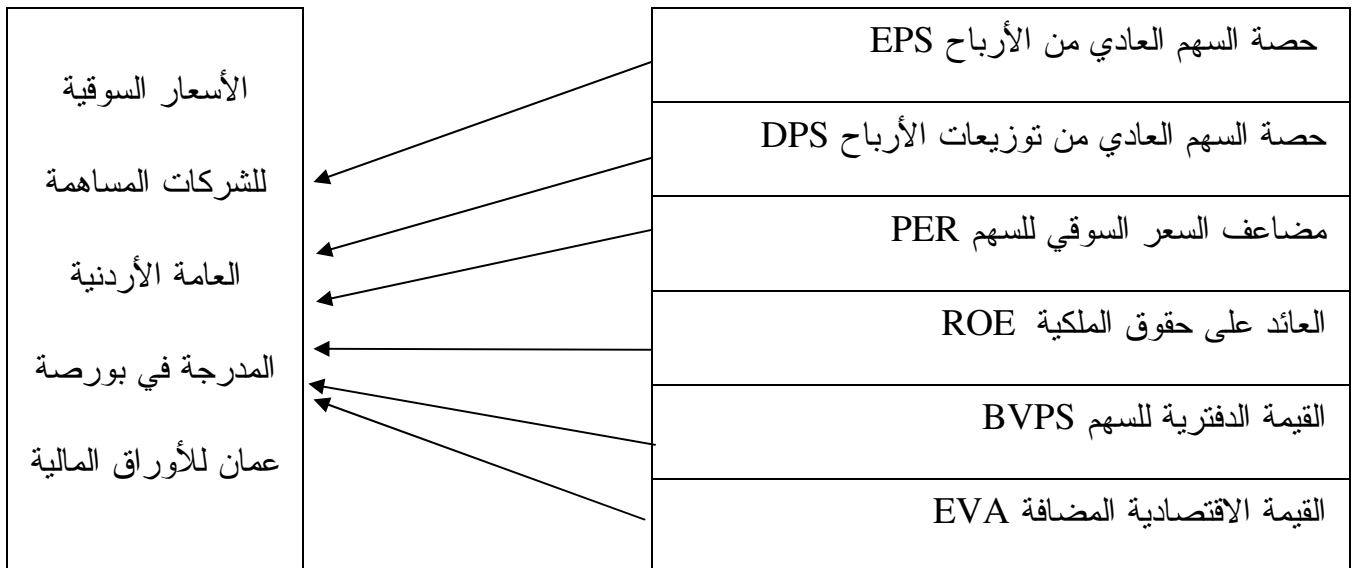 حصة السهم العادي من الأرباح EPS
حصة السهم العادي من توزيعات الأرباح DPS
مضاعف السعر السوقي للسهم PER
العائد على حقوق الملكية ROE
القيمة الدفترية للسهم BVPS
القيمة الاقتصادية المضافة EVA
الأسعار السوقية
للشركات المساهمة
العامة الأردنية
المدرجة في بورصة
عمان للأوراق المالية